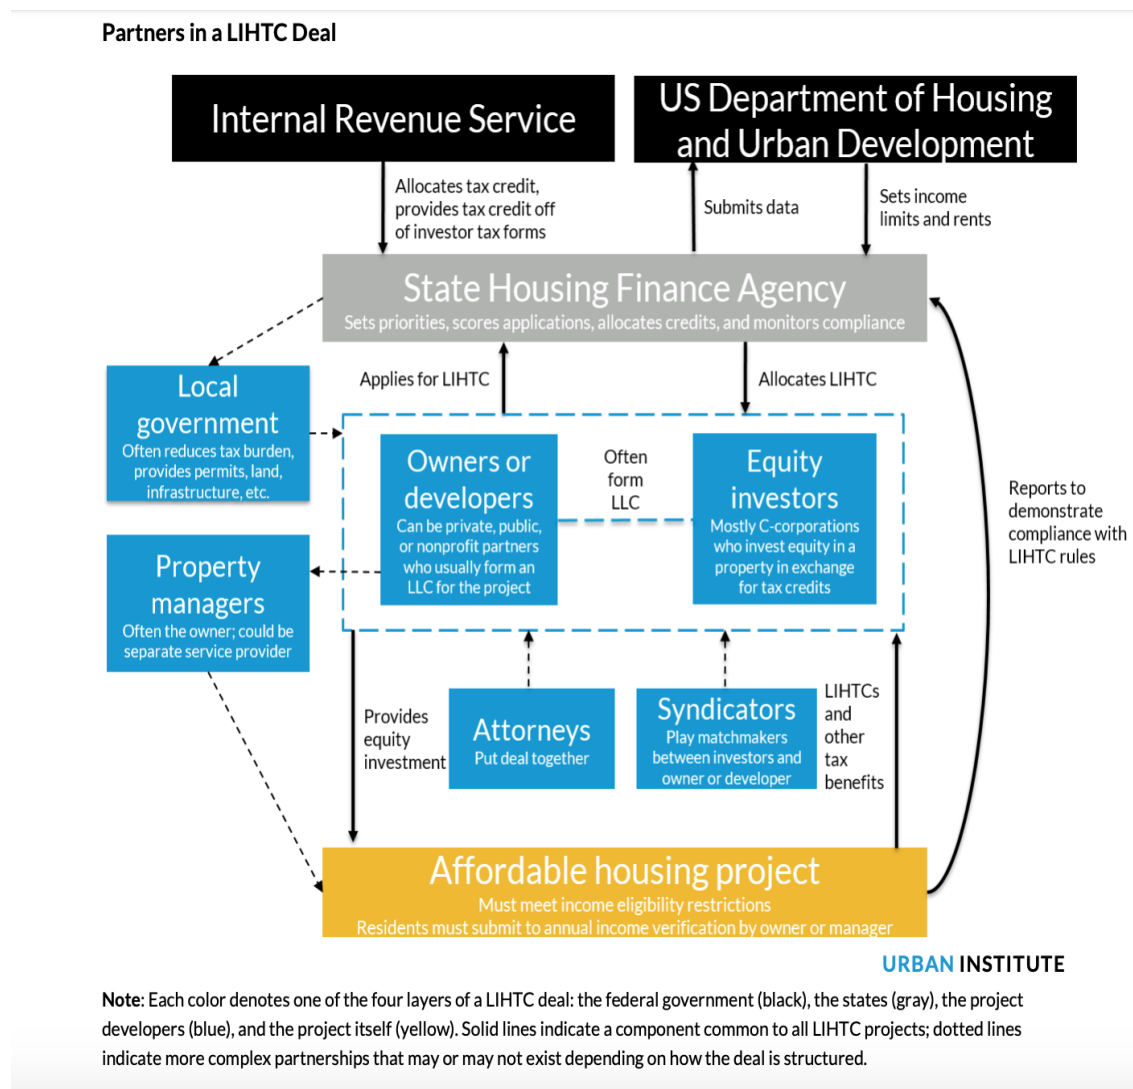 Partners in a LIHTC Deal
Internal Revenue Service
US Department of Housing
and Urban Development
Allocates tax credit,
provides tax credit off
of investor tax forms
Submits data
Sets income
limits and rents
State Housing Finance Agency
Sets priorities, scores applications, allocates credits, and monitors compliance
Applies for LIHTC
Allocates LIHTC
Local
government
Often reduces tax burden,
provides permits, land,
infrastructure, etc.
Owners or
developers
Can be private, public,
or nonprofit partners
who usually form an
LLC for the project
Often
form
LLC
Equity
investors
Mostly C-corporations
who invest equity in a
property in exchange
for tax credits
Reports to
demonstrate
compliance with
LIHTC rules
Property
managers
Often the owner; could be
separate service provider
Provides
equity
investment
Attorneys
Put deal together
Syndicators
Play matchmakers
between investors and
owner or developer
LIHTCs
and
other
tax
benefits
Affordable housing project
Must meet income eligibility restrictions
Residents must submit to annual income verification by owner or manager
URBAN INSTITUTE
Note: Each color denotes one of the four layers of a LIHTC deal: the federal government (black), the states (gray), the project
developers (blue), and the project itself (yellow). Solid lines indicate a component common to all LIHTC projects; dotted lines
indicate more complex partnerships that may or may not exist depending on how the deal is structured.